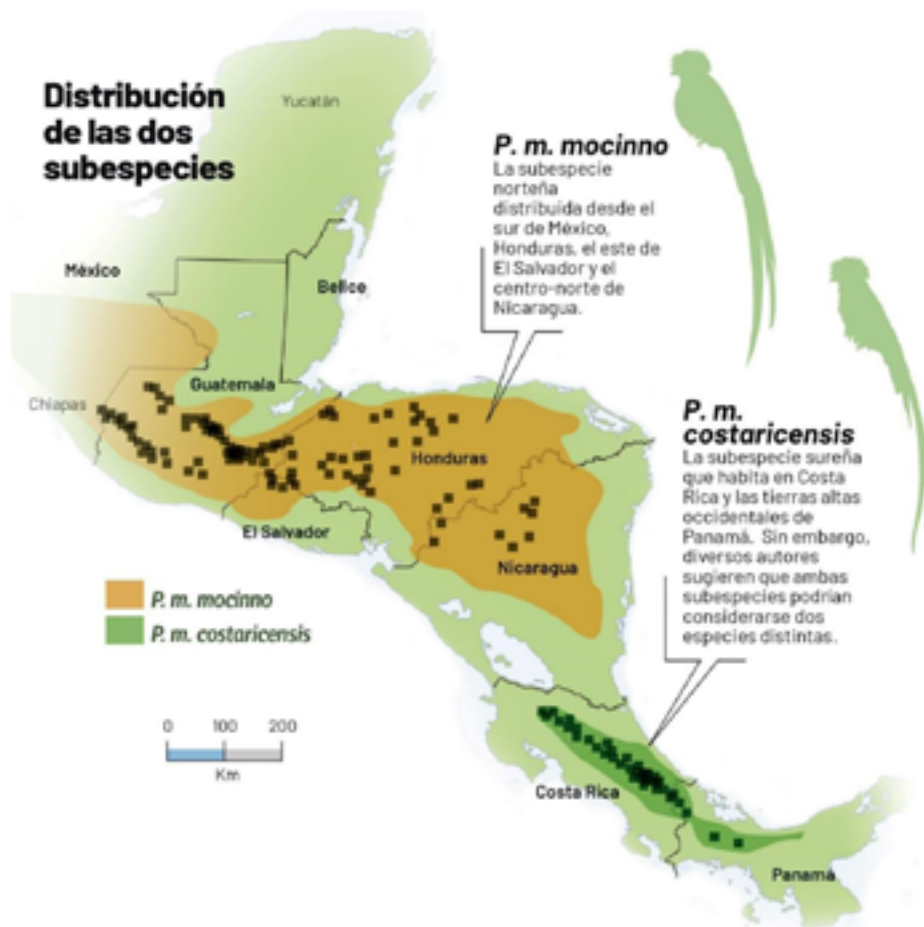 Distribución
de las dos
subespecies
Yucatán
México
Belice
Guatemala
Chiapas
Honduras
El Salvador
Nicaragua
Costa Rica
Panamá
P. m. mocinno
La subespecie
norteña
distribuida desde el
sur de México,
Honduras, el este de
El Salvador y el
centro-norte de
Nicaragua.
P. m.
costaricensis
La subespecie sureña
que habita en Costa
Rica y las tierras altas
occidentales de
Panamá. Sin embargo,
diversos autores
sugieren que ambas
subespecies podrían
considerarse dos
especies distintas.
P. m. mocinno
P. m. costaricensis
0 100 200
Km